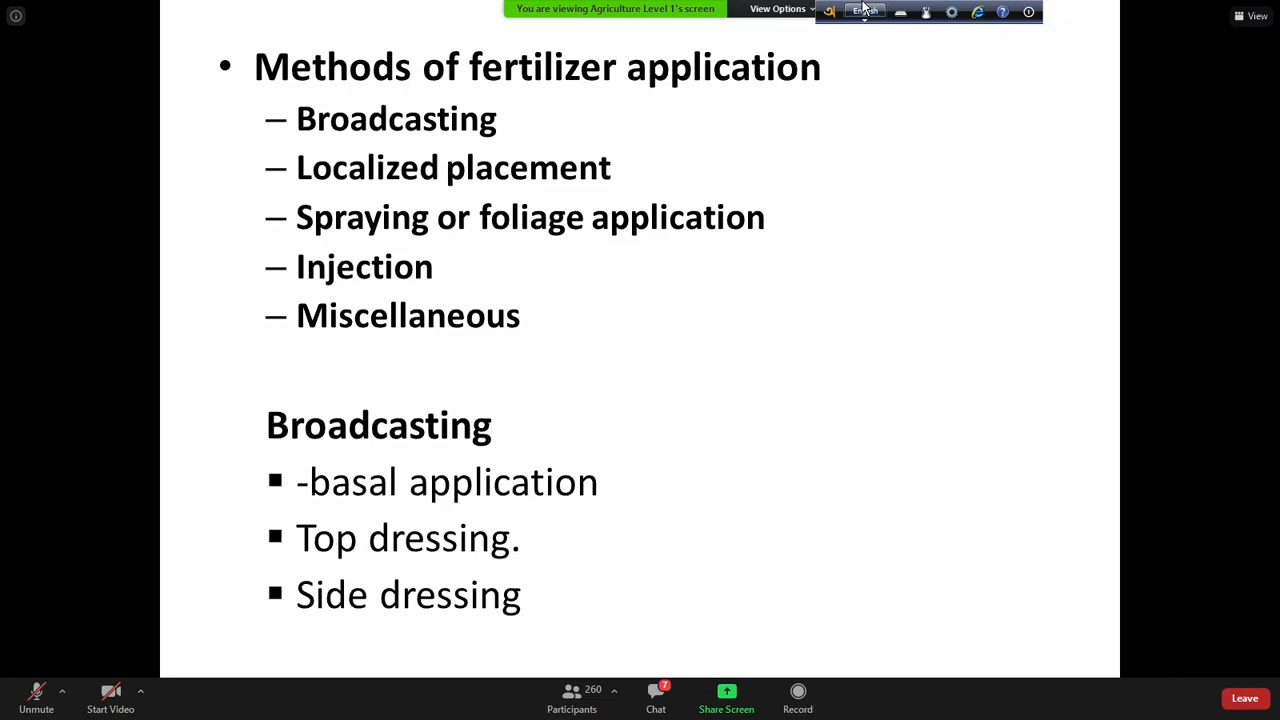 You are viewing Agriculture Level 1's screen
View Options
English
View
• Methods of fertilizer application
– Broadcasting
– Localized placement
– Spraying or foliage application
– Injection
– Miscellaneous
Broadcasting
▪ -basal application
▪ Top dressing.
▪ Side dressing
Unmute
Start Video
260
Participants
7
Chat
Share Screen
Record
Leave